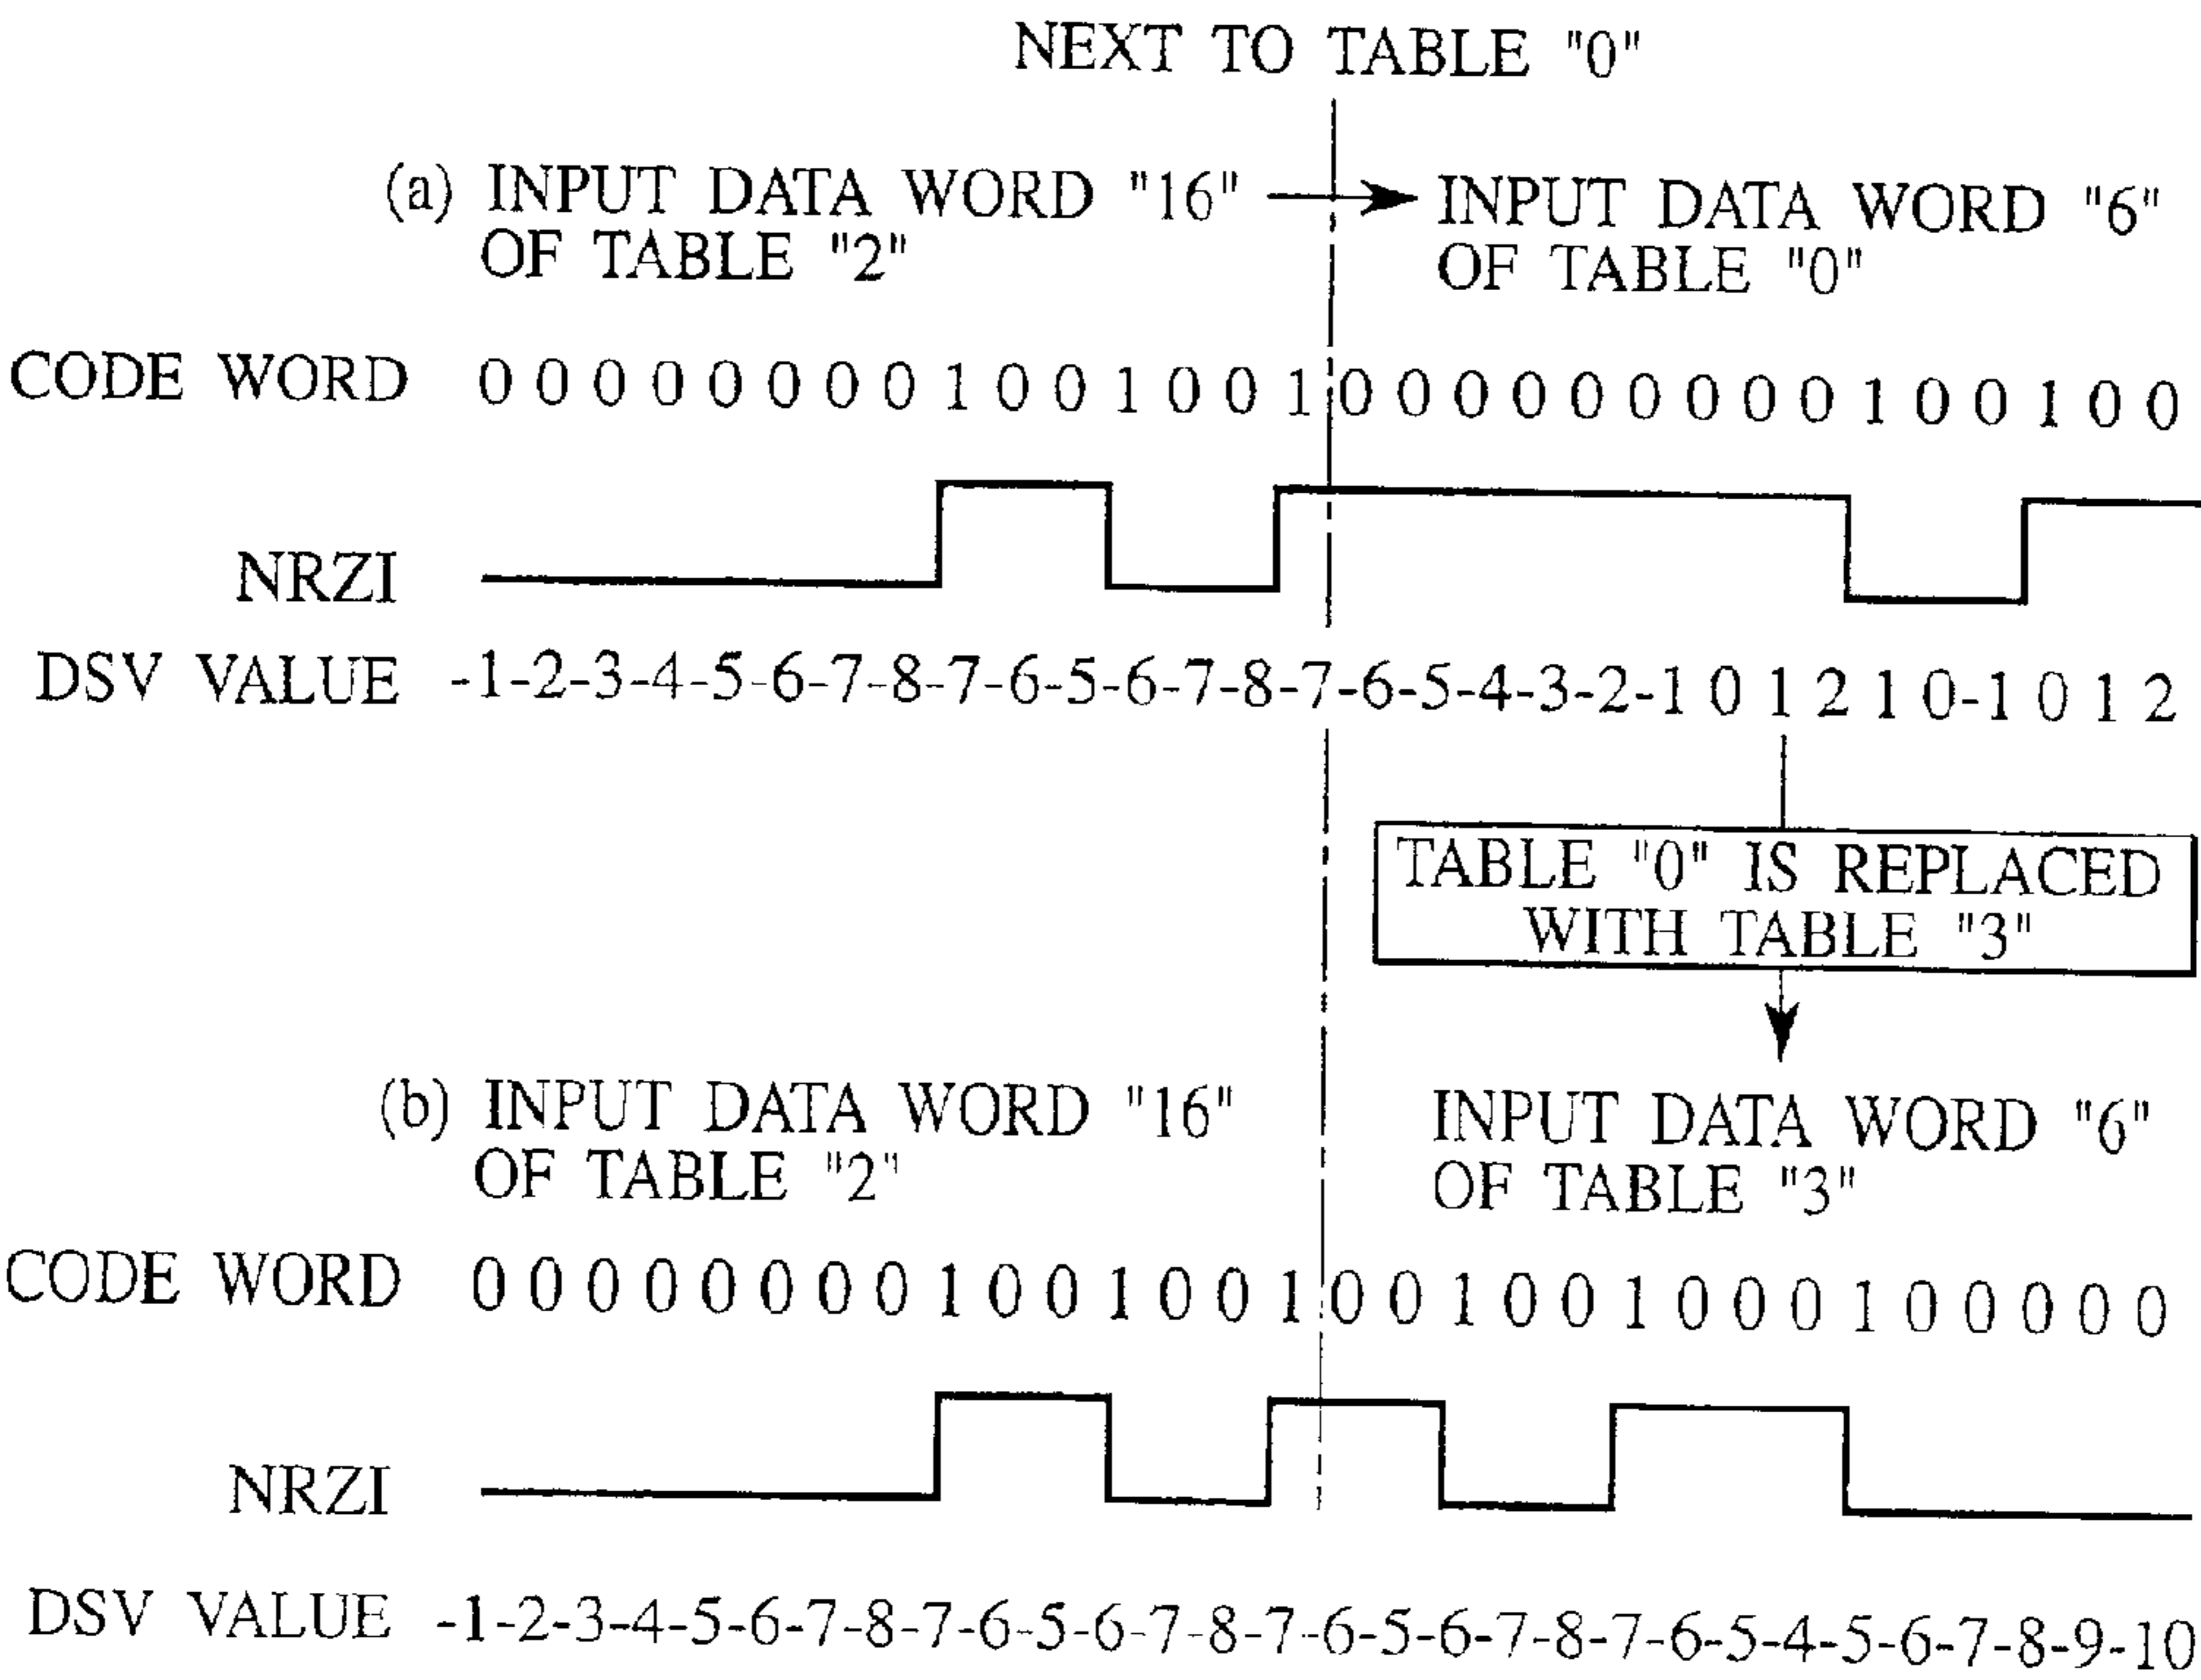 NEXT TO TABLE "0"
(a) INPUT DATA WORD "16"
OF TABLE "2"
INPUT DATA WORD "6"
OF TABLE "0"
CODE WORD 0 0 0 0 0 0 0 0 1 0 0 1 0 0 1 0 0 0 0 0 0 0 0 0 1 0 0 1 0 0
NRZI
DSV VALUE -1-2-3-4-5-6-7-8-7-6-5-6-7-8-7-6-5-4-3-2-1 0 1 2 1 0-1 0 1 2
TABLE "0" IS REPLACED
WITH TABLE "3"
(b) INPUT DATA WORD "16"
OF TABLE "2"
INPUT DATA WORD "6"
OF TABLE "3"
CODE WORD 0 0 0 0 0 0 0 0 1 0 0 1 0 0 1 0 0 1 0 0 1 0 0 0 1 0 0 0 0 0
NRZI
DSV VALUE -1-2-3-4-5-6-7-8-7-6-5-6-7-8-7-6-5-6-7-8-7-6-5-4-5-6-7-8-9-10